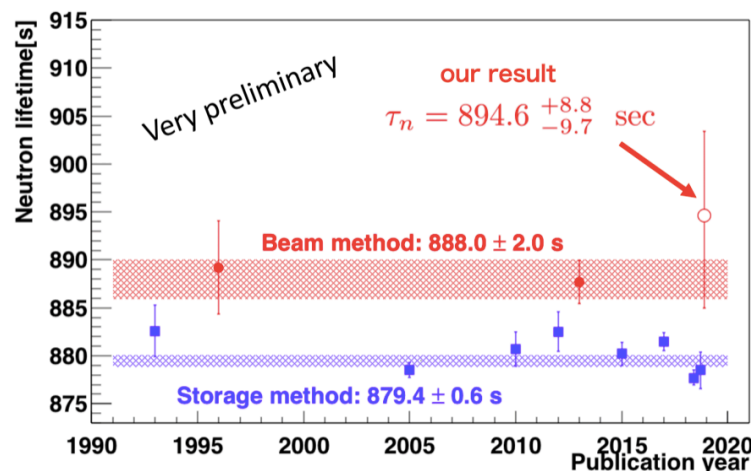 Neutron lifetime[s]
915
910
905
900
895
890
885
880
875
Very preliminary
our result
τₙ = 894.6 +8.8 −9.7 sec
Beam method: 888.0 ± 2.0 s
Storage method: 879.4 ± 0.6 s
1990 1995 2000 2005 2010 2015 2020
Publication year